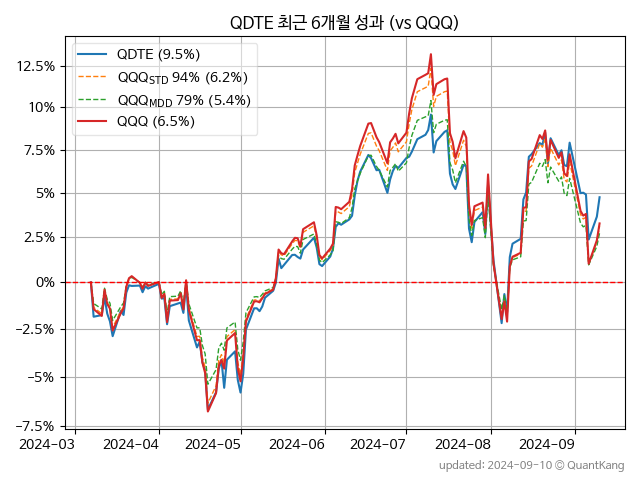 QDTE 최근 6개월 성과 (vs QQQ)
QDTE (9.5%)
QQQSTD 94% (6.2%)
QQQMDD 79% (5.4%)
QQQ (6.5%)
12.5%
10%
7.5%
5%
2.5%
0%
−2.5%
−5%
−7.5%
2024-03
2024-04
2024-05
2024-06
2024-07
2024-08
2024-09
updated: 2024-09-10 © QuantKang